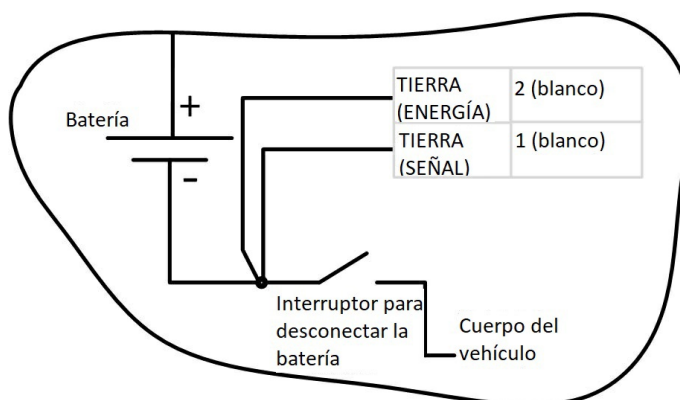 Batería
+
-
TIERRA
(ENERGÍA)
2 (blanco)
TIERRA
(SEÑAL)
1 (blanco)
Interruptor para
desconectar la
batería
Cuerpo del
vehículo